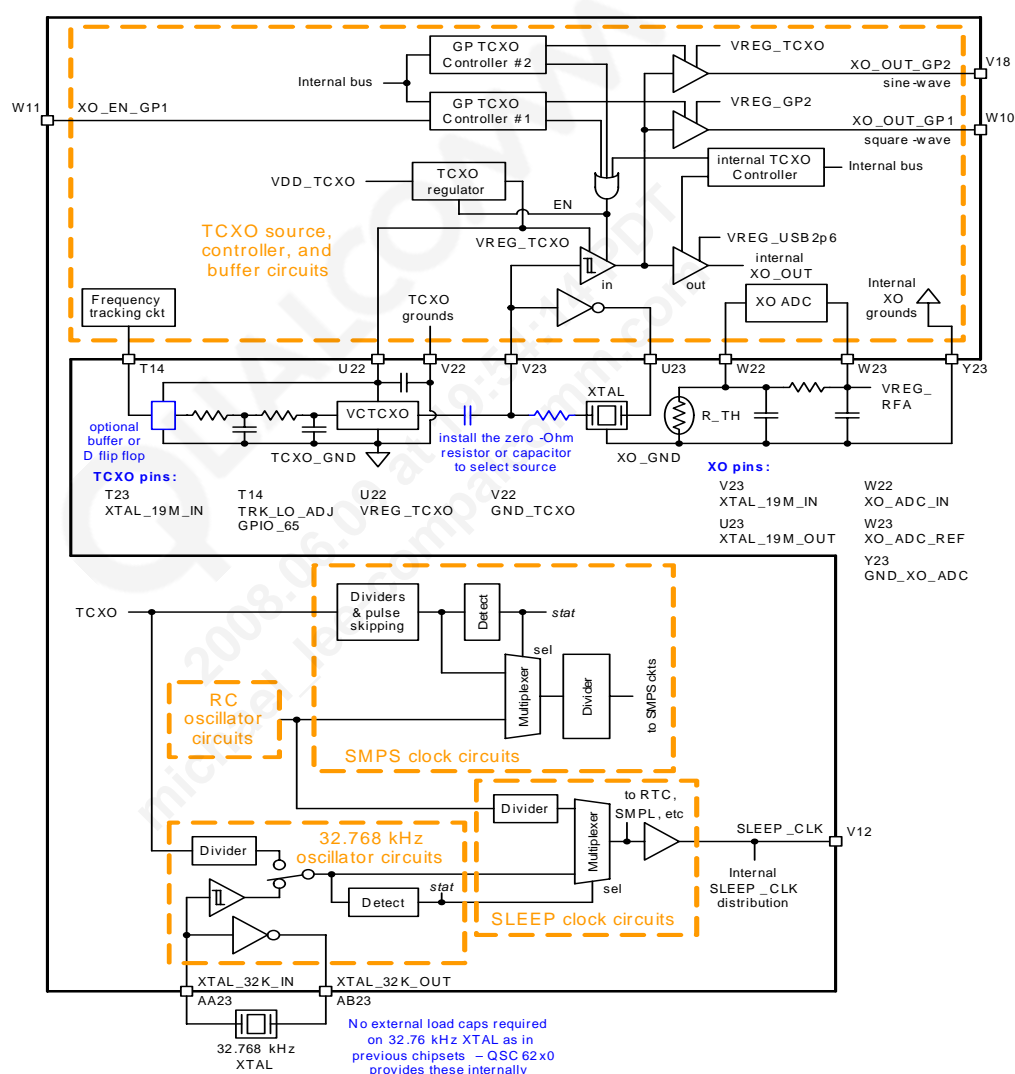 GP TCXO
Controller #2
VREG_TCXO
V18
XO_OUT_GP2
sine-wave
Internal bus
W11
XO_EN_GP1
GP TCXO
Controller #1
VREG_GP2
XO_OUT_GP1
square -wave
W10
VDD_TCXO
TCXO
regulator
internal TCXO
Controller
Internal bus
EN
TCXO source,
controller, and
buffer circuits
VREG_TCXO
VREG_USB2p6
internal
XO_OUT
in
out
Frequency
tracking ckt
TCXO
grounds
XO ADC
Internal
XO
grounds
T14
U22
V22
V23
U23
W22
W23
Y23
XTAL
VREG_
RFA
R_TH
VCTCXO
optional
buffer or
D flip flop
TCXO_GND
install the zero -Ohm
resistor or capacitor
to select source
XO_GND
TCXO pins:
T23
XTAL_19M_IN
T14
TRK_LO_ADJ
GPIO_65
U22
VREG_TCXO
V22
GND_TCXO
XO pins:
V23
XTAL_19M_IN
U23
XTAL_19M_OUT
W22
XO_ADC_IN
W23
XO_ADC_REF
Y23
GND_XO_ADC
TCXO
Dividers
& pulse
skipping
Detect
stat
sel
Multiplexer
Divider
to SMPS ckts
RC
oscillator
circuits
SMPS clock circuits
Divider
to RTC,
SMPL, etc
Multiplexer
SLEEP_CLK
V12
Internal
SLEEP_CLK
distribution
32.768 kHz
oscillator circuits
Divider
stat
sel
Detect
SLEEP clock circuits
XTAL_32K_IN
XTAL_32K_OUT
AA23
AB23
32.768 kHz
XTAL
No external load caps required
on 32.76 kHz XTAL as in
previous chipsets – QSC 62x0
provides these internally